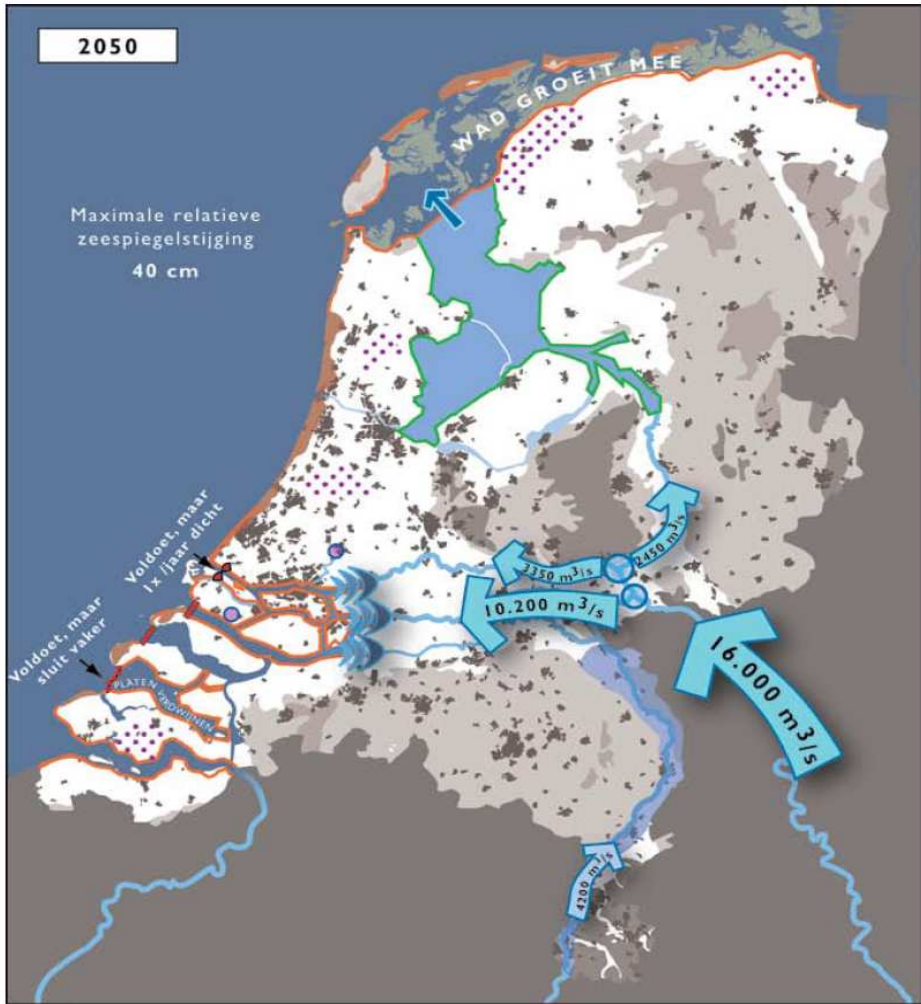 2050
WAD GROEIT MEE
Maximale relatieve
zeespiegelstijging
40 cm
Voldoet, maar
1x /jaar dicht
Voldoet, maar
sluit vaker
PLATEN VERDWIJNEN
3350 m³/s
2450 m³/s
10.200 m³/s
16.000 m³/s
4200 m³/s